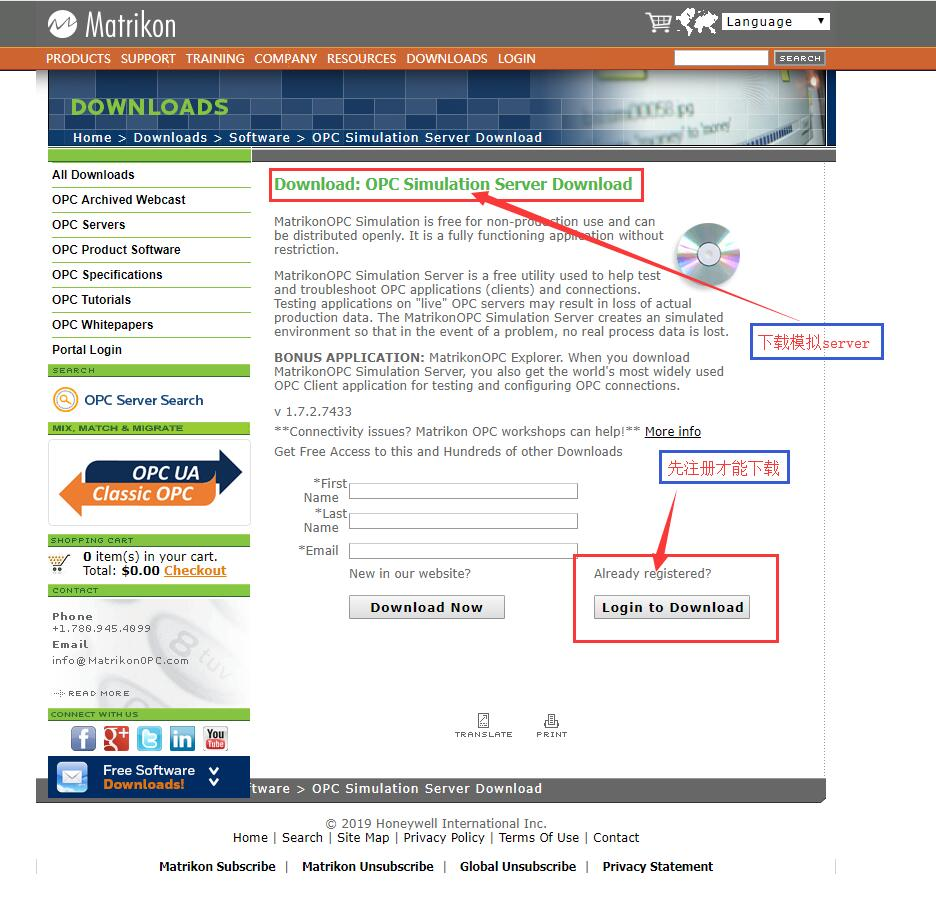 Matrikon
Language
PRODUCTS SUPPORT TRAINING COMPANY RESOURCES DOWNLOADS LOGIN
SEARCH
DOWNLOADS
Home > Downloads > Software > OPC Simulation Server Download
All Downloads
OPC Archived Webcast
OPC Servers
OPC Product Software
OPC Specifications
OPC Tutorials
OPC Whitepapers
Portal Login
SEARCH
OPC Server Search
MIX, MATCH & MIGRATE
OPC UA
Classic OPC
SHOPPING CART
0 item(s) in your cart.
Total: $0.00 Checkout
CONTACT
Phone
+1.780.945.4099
Email
info@MatrikonOPC.com
READ MORE
CONNECT WITH US
You
Tube
Free Software
Downloads!
Download: OPC Simulation Server Download
MatrikonOPC Simulation is free for non-production use and can
be distributed openly. It is a fully functioning application without
restriction.
MatrikonOPC Simulation Server is a free utility used to help test
and troubleshoot OPC applications (clients) and connections.
Testing applications on "live" OPC servers may result in loss of actual
production data. The MatrikonOPC Simulation Server creates an simulated
environment so that in the event of a problem, no real process data is lost.
下载模拟server
BONUS APPLICATION: MatrikonOPC Explorer. When you download
MatrikonOPC Simulation Server, you also get the world's most widely used
OPC Client application for testing and configuring OPC connections.
v 1.7.2.7433
**Connectivity issues? Matrikon OPC workshops can help!** More info
Get Free Access to this and Hundreds of other Downloads
先注册才能下载
*First
Name
*Last
Name
*Email
New in our website?
Already registered?
Download Now
Login to Download
TRANSLATE
PRINT
tware > OPC Simulation Server Download
© 2019 Honeywell International Inc.
Home | Search | Site Map | Privacy Policy | Terms Of Use | Contact
Matrikon Subscribe | Matrikon Unsubscribe | Global Unsubscribe | Privacy Statement